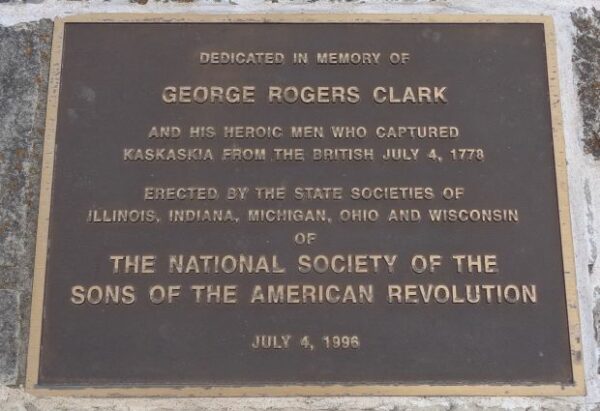 DEDICATED IN MEMORY OF
GEORGE ROGERS CLARK
AND HIS HEROIC MEN WHO CAPTURED
KASKASKIA FROM THE BRITISH JULY 4, 1778
ERECTED BY THE STATE SOCIETIES OF
ILLINOIS, INDIANA, MICHIGAN, OHIO AND WISCONSIN
OF
THE NATIONAL SOCIETY OF THE
SONS OF THE AMERICAN REVOLUTION
JULY 4, 1996